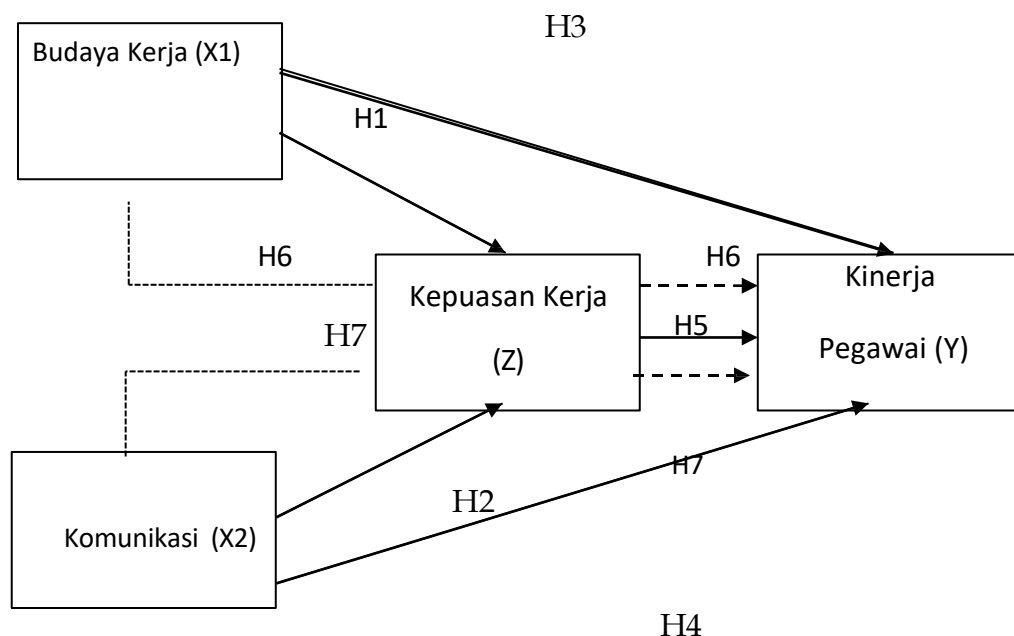 H3
Budaya Kerja (X1)
H1
H6
H6
Kepuasan Kerja
(Z)
Kinerja
Pegawai (Y)
H5
H7
H7
H2
Komunikasi (X2)
H4